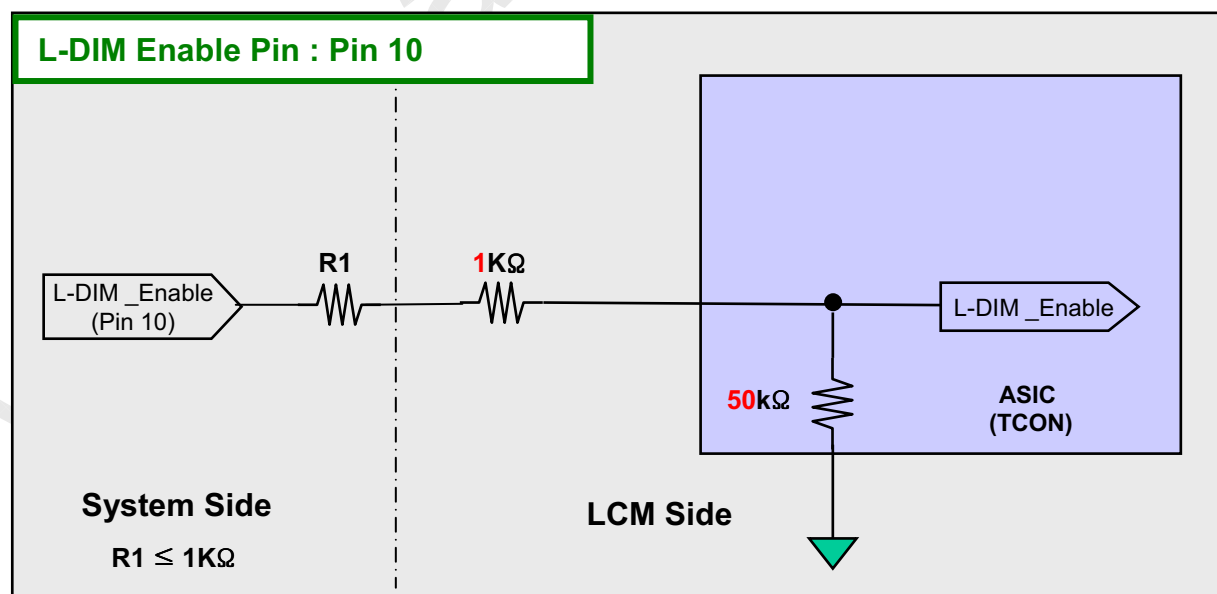 L-DIM Enable Pin : Pin 10
R1
1KΩ
L-DIM _Enable
(Pin 10)
L-DIM _Enable
50kΩ
ASIC
(TCON)
System Side
LCM Side
R1 ≤ 1KΩ